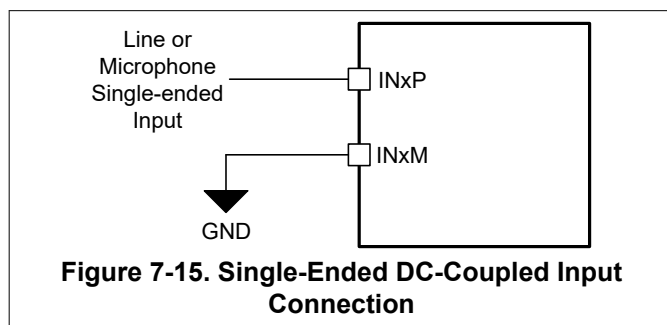 Line or
Microphone
Single-ended
Input
INxP
INxM
GND
Figure 7-15. Single-Ended DC-Coupled Input
Connection